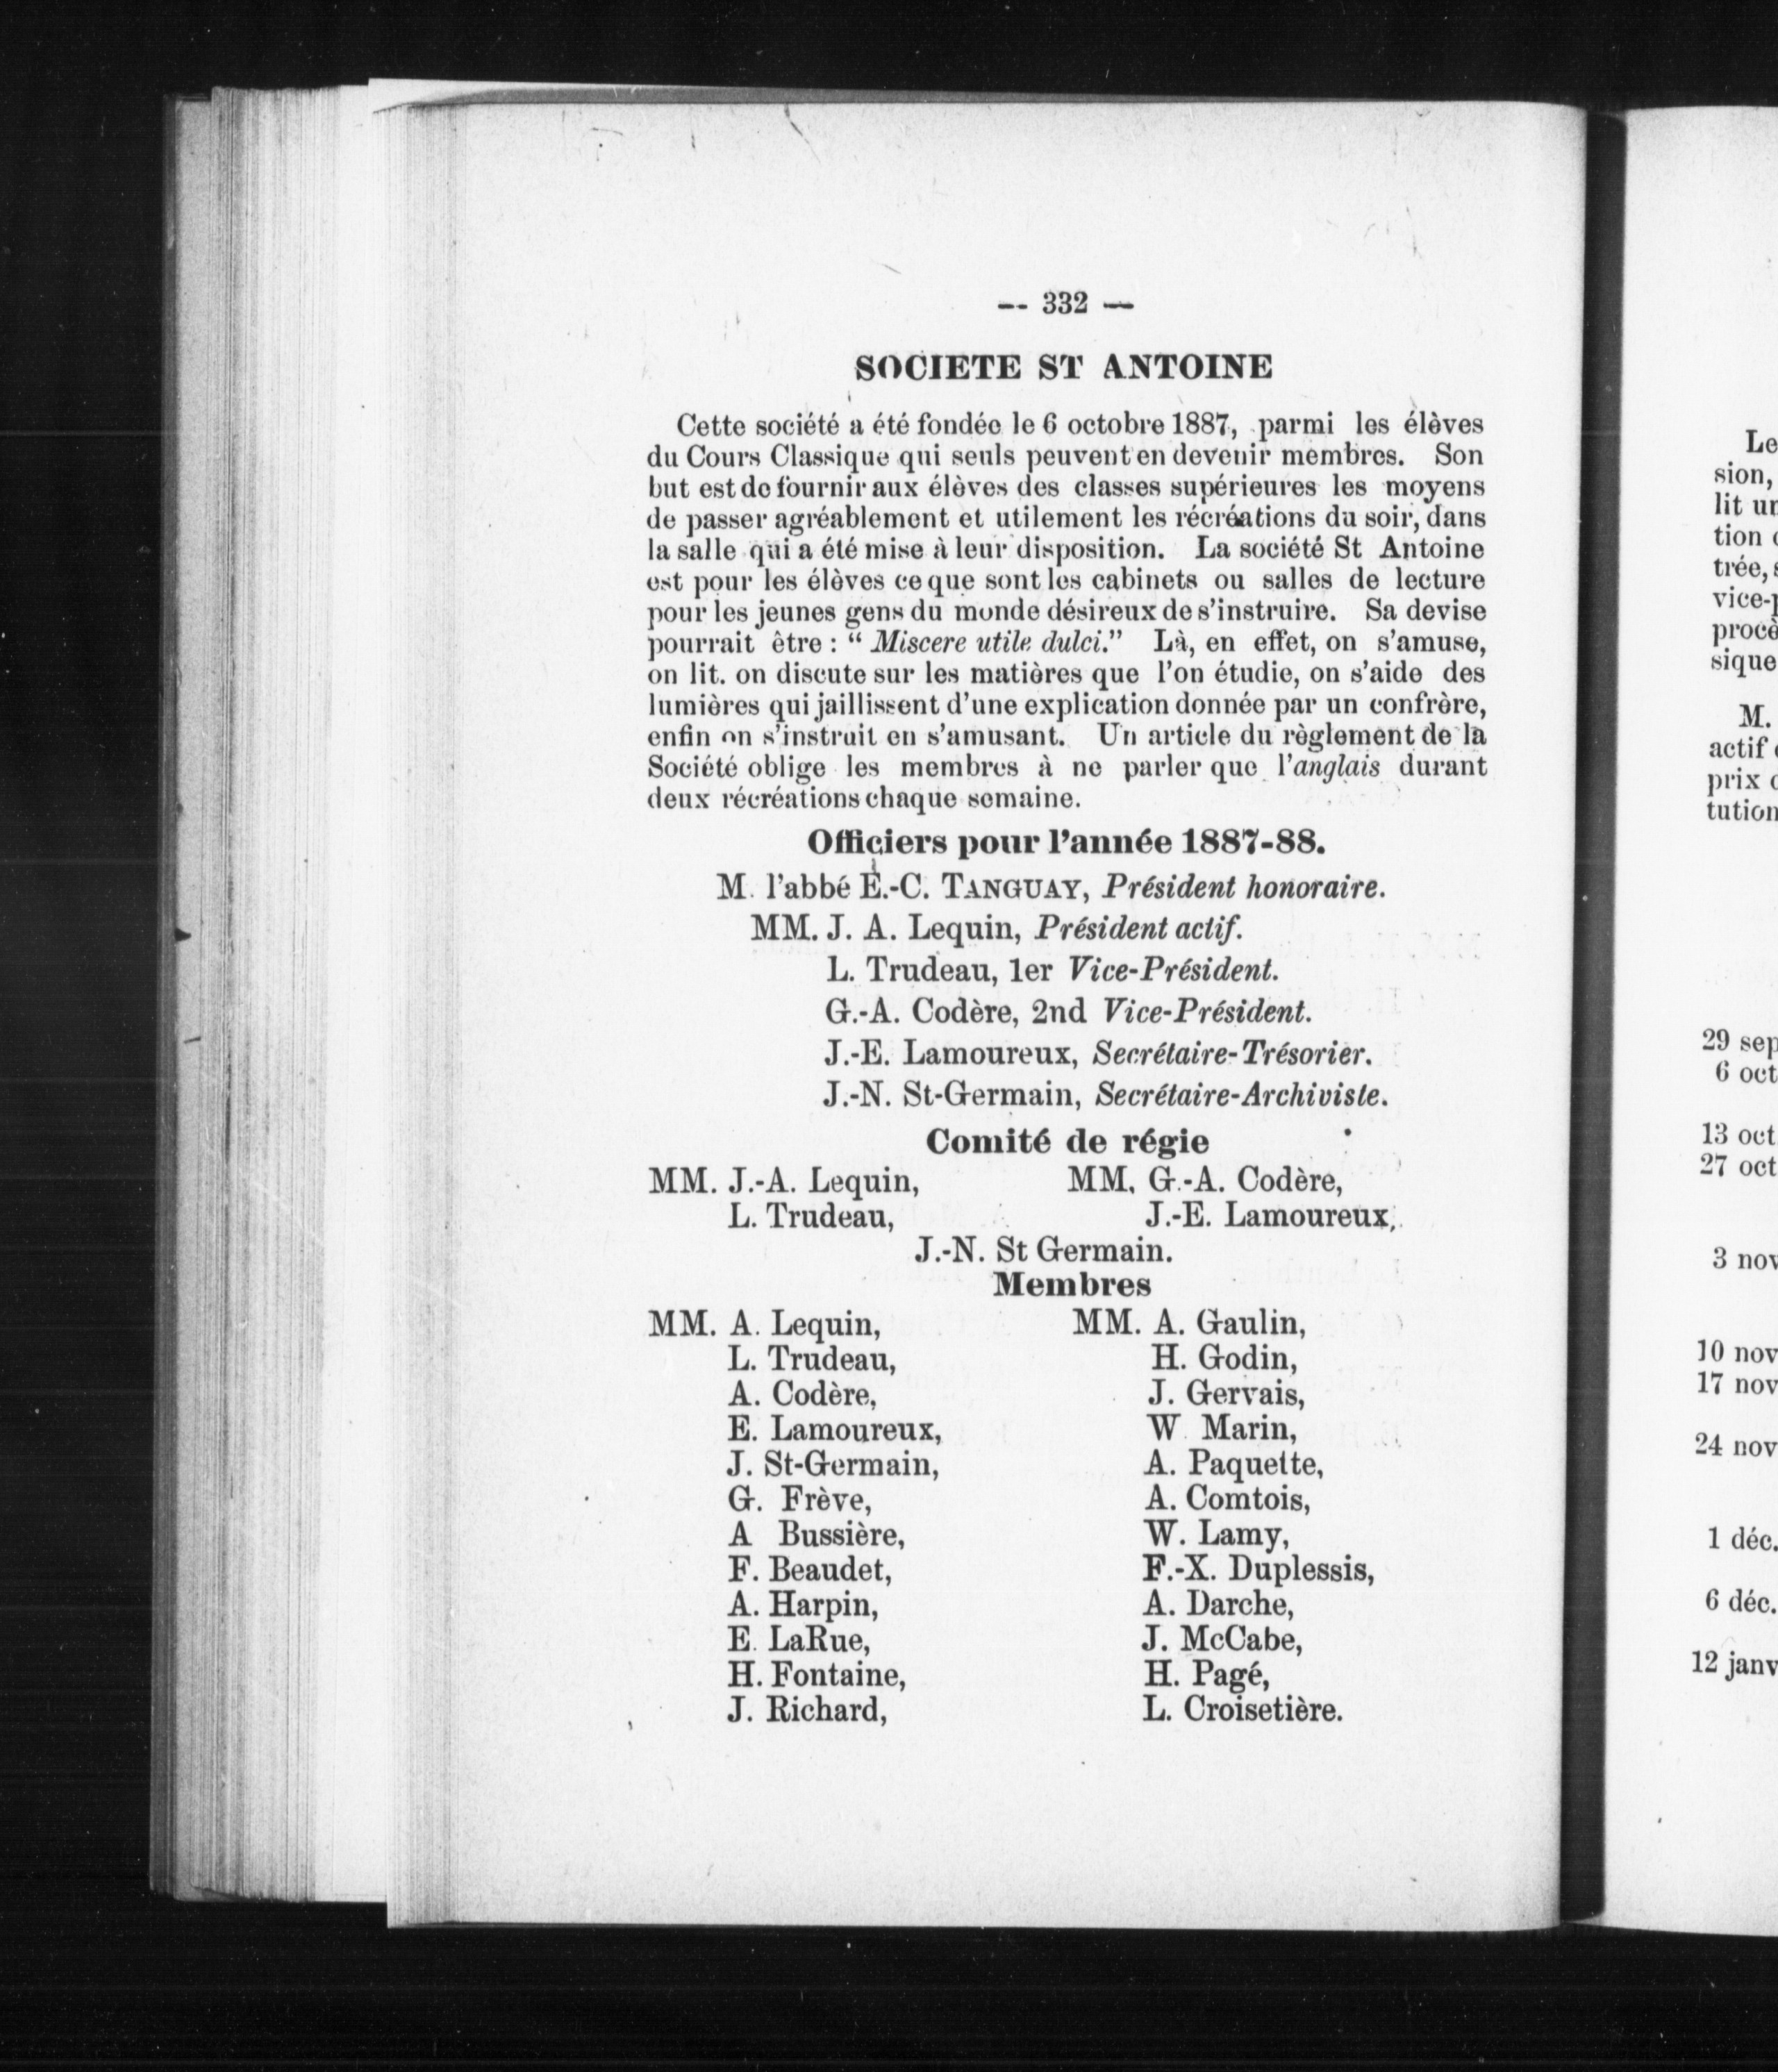 -- 332 —
SOCIETE ST ANTOINE
Cette société a été fondée le 6 octobre 1887, parmi les élèves
du Cours Classique qui seuls peuvent en devenir membres. Son
but est de fournir aux élèves des classes supérieures les moyens
de passer agréablement et utilement les récréations du soir, dans
la salle qui a été mise à leur disposition. La société St Antoine
est pour les élèves ce que sont les cabinets ou salles de lecture
pour les jeunes gens du monde désireux de s'instruire. Sa devise
pourrait être : “ Miscere utile dulci.” Là, en effet, on s'amuse,
on lit. on discute sur les matières que l'on étudie, on s'aide des
lumières qui jaillissent d'une explication donnée par un confrère,
enfin on s'instruit en s'amusant. Un article du règlement de la
Société oblige les membres à ne parler que l'anglais durant
deux récréations chaque semaine.
Officiers pour l'année 1887-88.
M. l'abbé E.-C. TANGUAY, Président honoraire.
MM. J. A. Lequin, Président actif.
L. Trudeau, 1er Vice-Président.
G.-A. Codère, 2nd Vice-Président.
J.-E. Lamoureux, Secrétaire-Trésorier.
J.-N. St-Germain, Secrétaire-Archiviste.
Comité de régie
MM. J.-A. Lequin, MM. G.-A. Codère,
L. Trudeau, J.-E. Lamoureux,
J.-N. St Germain.
Membres
MM. A. Lequin, MM. A. Gaulin,
L. Trudeau, H. Godin,
A. Codère, J. Gervais,
E. Lamoureux, W Marin,
J. St-Germain, A. Paquette,
G. Frève, A. Comtois,
A Bussière, W. Lamy,
F. Beaudet, F.-X. Duplessis,
A. Harpin, A. Darche,
E. LaRue, J. McCabe,
H. Fontaine, H. Pagé,
J. Richard, L. Croisetière.
Le
sion,
lit un
tion
trée,
vice-p
procè
sique
M.
actif
prix
tution
29 sep
6 oct
13 oct
27 oct
3 nov
10 nov
17 nov
24 nov
1 déc.
6 déc.
12 janv